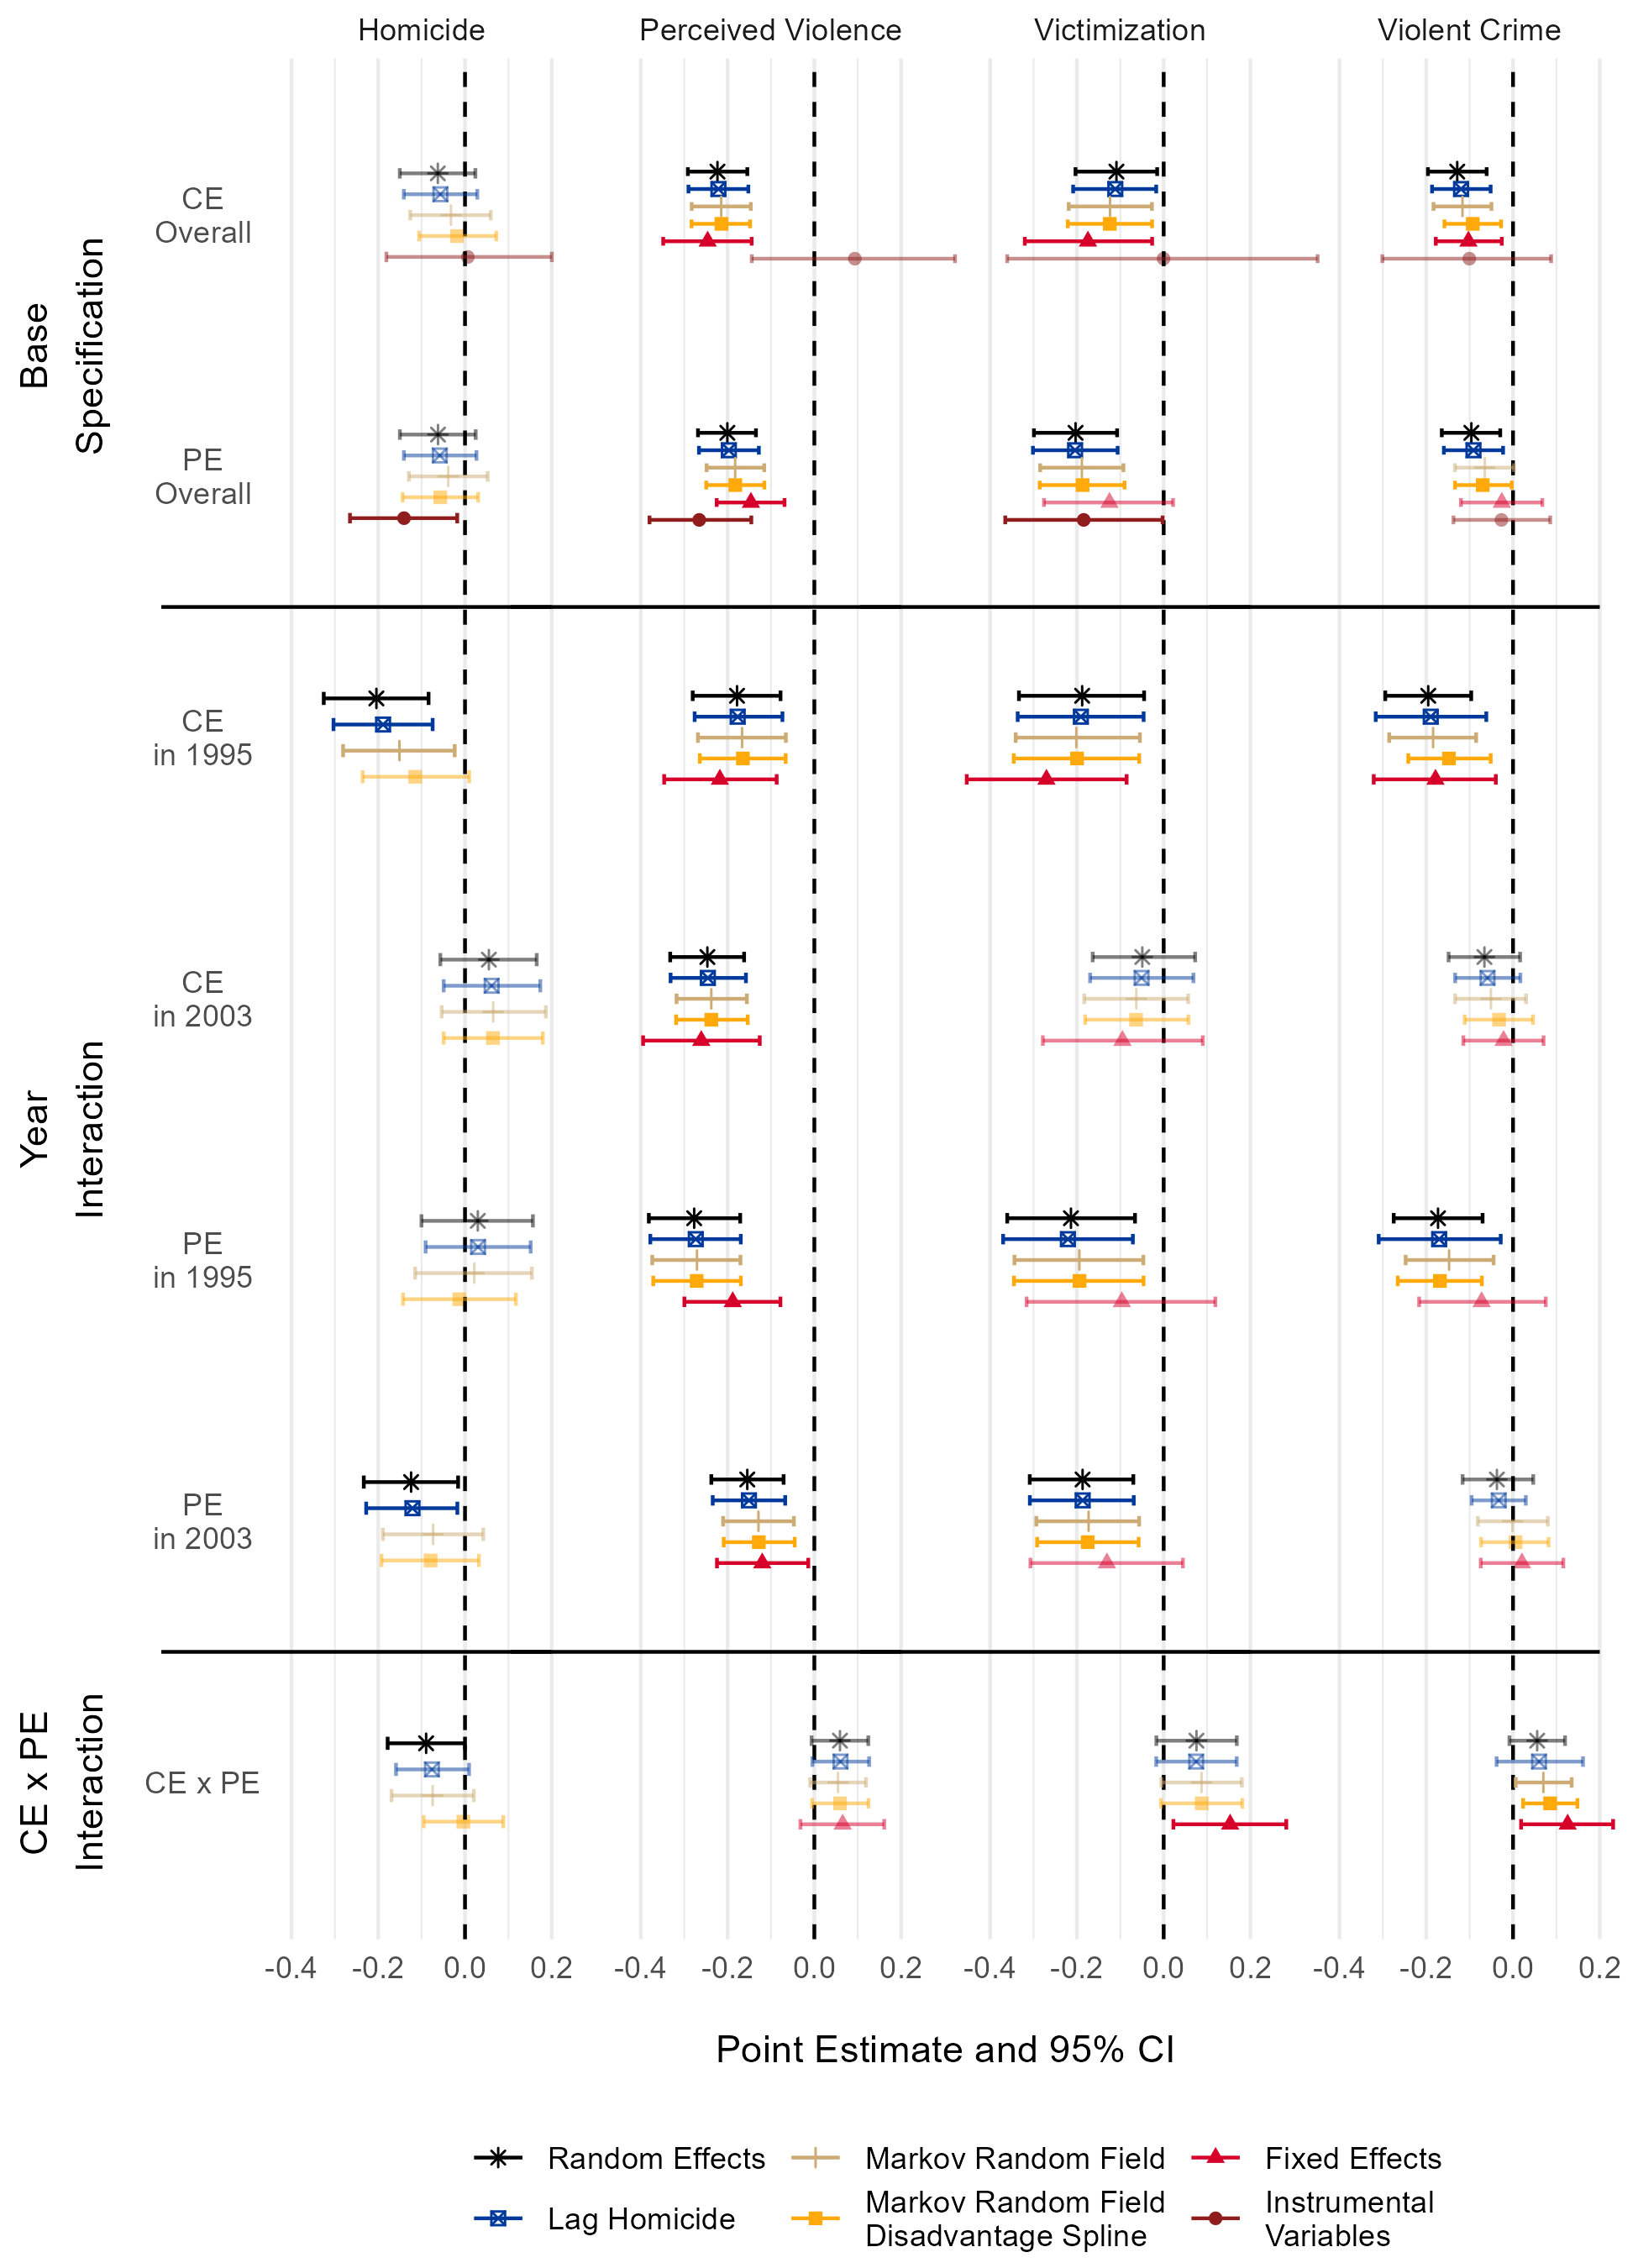 Homicide
Perceived Violence
Victimization
Violent Crime
Base
Specification
CE
Overall
PE
Overall
Year
Interaction
CE
in 1995
CE
in 2003
PE
in 1995
PE
in 2003
CE x PE
Interaction
CE x PE
-0.4 -0.2 0.0 0.2 -0.4 -0.2 0.0 0.2 -0.4 -0.2 0.0 0.2 -0.4 -0.2 0.0 0.2
Point Estimate and 95% CI
Random Effects
Lag Homicide
Markov Random Field
Markov Random Field
Disadvantage Spline
Fixed Effects
Instrumental
Variables